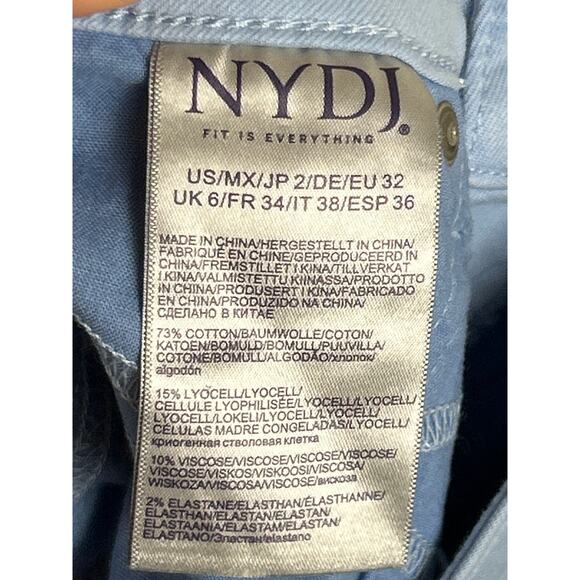 NYDJ®
FIT IS EVERYTHING
US/MX/JP 2/DE/EU 32
UK 6/FR 34/IT 38/ESP 36
MADE IN CHINA/HERGESTELLT IN CHINA/
FABRIQUÉ EN CHINE/GEPRODUCEERD IN
CHINA/FREMSTILLET I KINA/TILLVERKAT
I KINA/VALMISTETTU KIINASSA/PRODOTTO
IN CHINA/PRODUSERT I KINA/FABRICADO
EN CHINA/PRODUZIDO NA CHINA/
СДЕЛАНО В КИТАЕ
73% COTTON/BAUMWOLLE/COTON/
KATOEN/BOMULD/BOMULL/PUUVILLA/
COTONE/BOMULL/ALGODÃO/хлопок/
algodón
15% LYOCELL/LYOCELL/
CELLULE LYOPHILISÉE/LYOCELL/
LYOCELL/LOKELI/LYOCELL/LYOCELL/
CÉLULAS MADRE CONGELADAS/LYOCELL/
криогенная стволовая клетка
10% VISCOSE/VISCOSE/VISCOSE/
VISCOSE/VISKOS/VISKOOSI/VISCOSA/
WISKOZA/VISCOSA/VISCOSE/вискоза
2% ELASTANE/ELASTHAN/ÉLASTHANNE/
ELASTHAN/ELASTAN/ELASTAN/
ELASTAANIA/ELASTAM/ELASTAN/
ELASTANO/Эластан/elastano